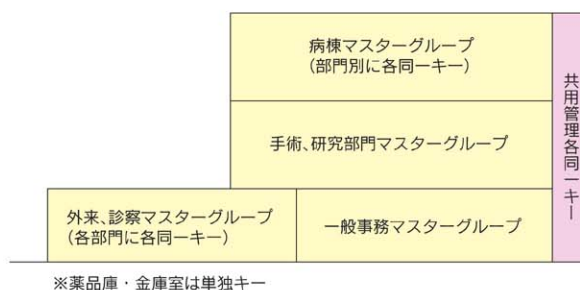 病棟マスターグループ
(部門別に各同一キー)
手術、研究部門マスターグループ
外来、診察マスターグループ
(各部門に各同一キー)
一般事務マスターグループ
共用管理各同一キー
※薬品庫・金庫室は単独キー